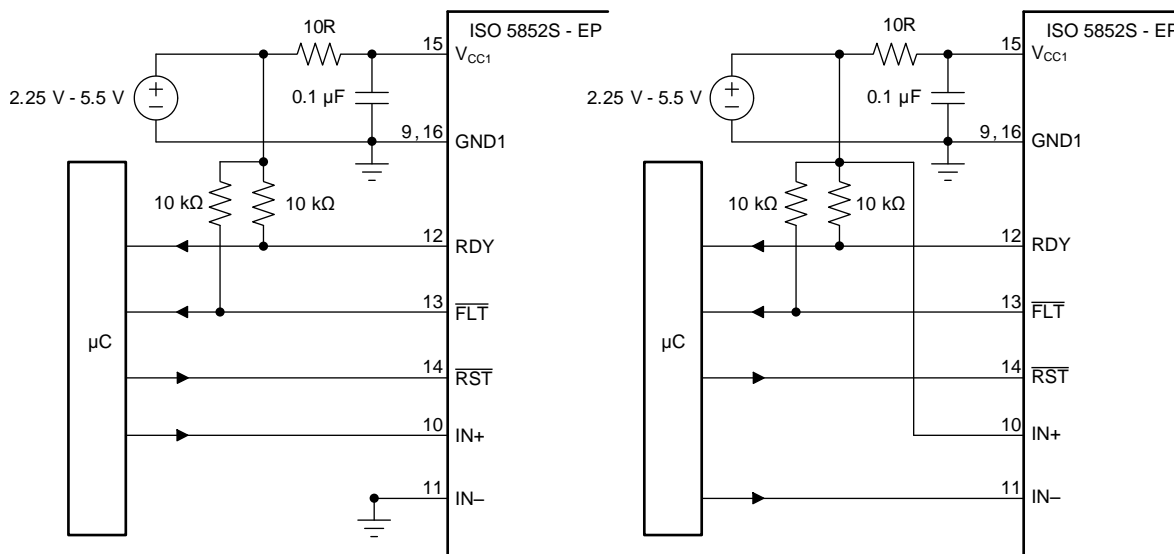 ISO 5852S - EP
10R
15
VCC1
2.25 V - 5.5 V
0.1 µF
9, 16
GND1
10 kΩ
10 kΩ
12
RDY
13
FLT
µC
14
RST
10
IN+
11
IN–
ISO 5852S - EP
10R
15
VCC1
2.25 V - 5.5 V
0.1 µF
9, 16
GND1
10 kΩ
10 kΩ
12
RDY
13
FLT
µC
14
RST
10
IN+
11
IN–